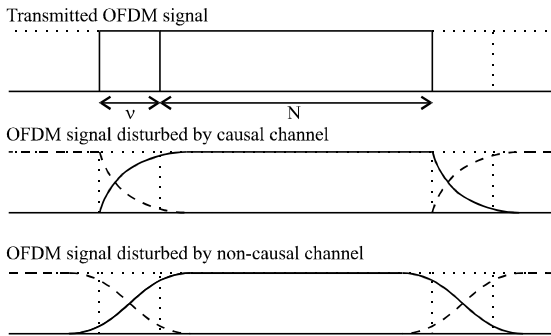 Transmitted OFDM signal
ν N
OFDM signal disturbed by causal channel
OFDM signal disturbed by non-causal channel